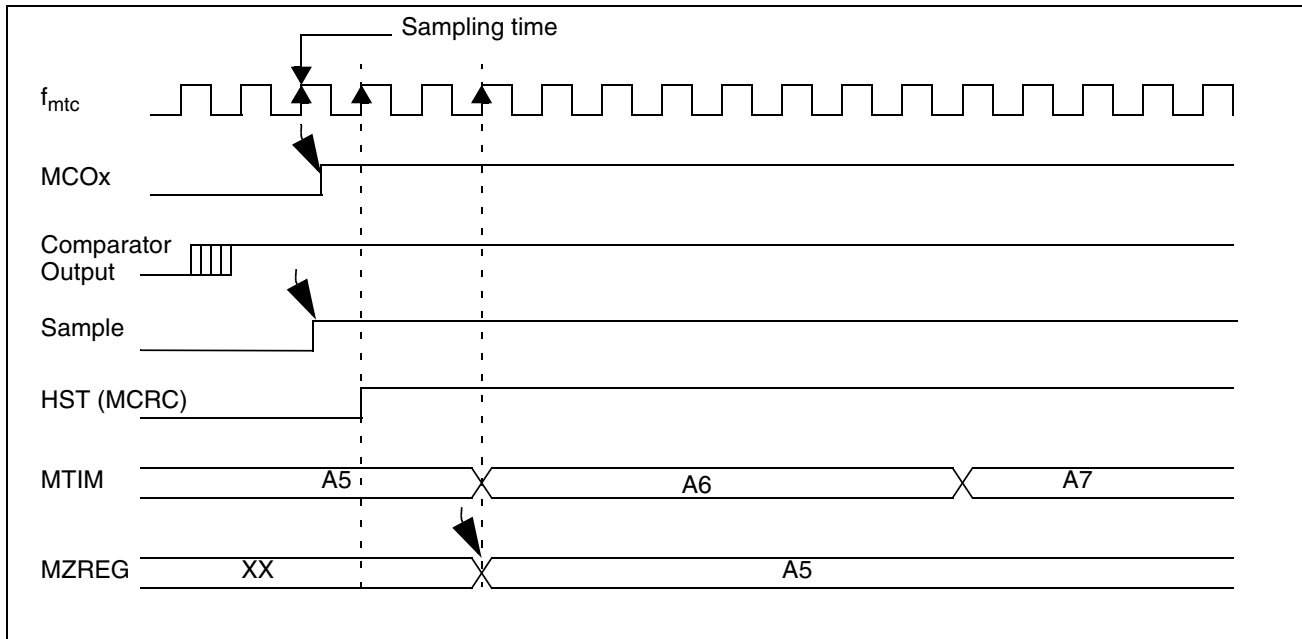 Sampling time
fmtc
MCOx
Comparator
Output
Sample
HST (MCRC)
MTIM
A5
A6
A7
MZREG
XX
A5